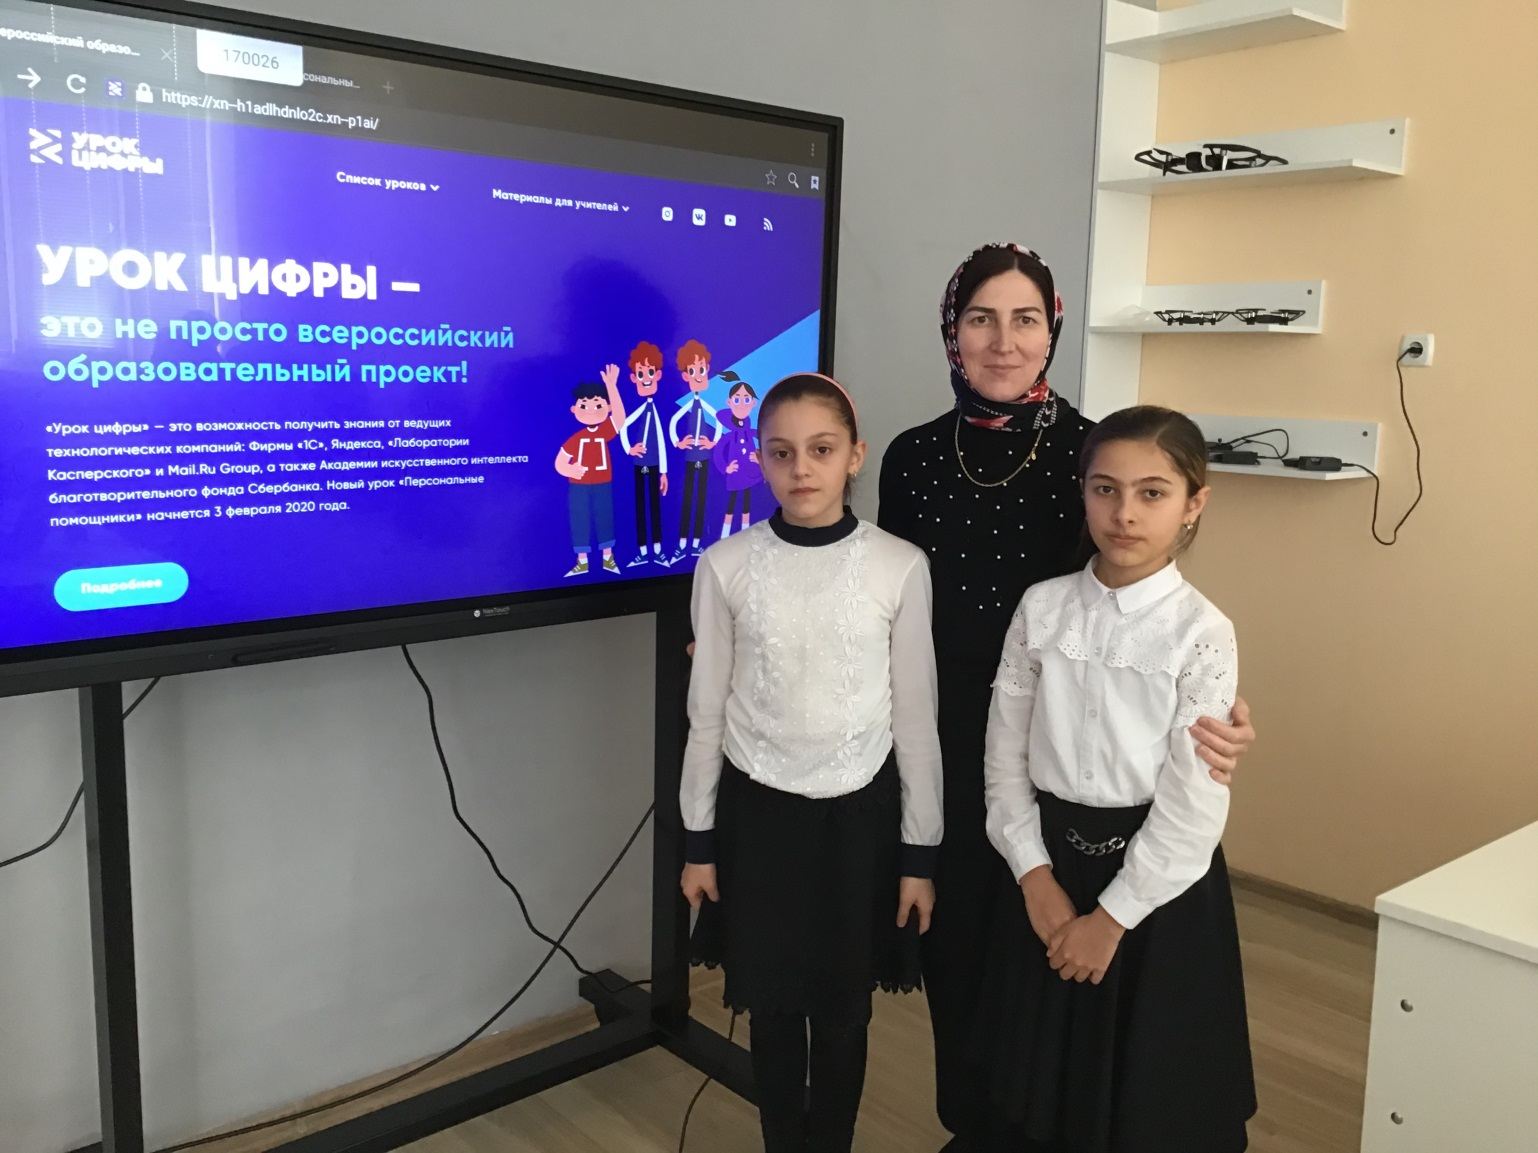 170026
https://xn--h1adlhdnlo2c.xn--p1ai/
УРОК
ЦИФРЫ
Список уроков
Материалы для учителей
УРОК ЦИФРЫ –
это не просто всероссийский
образовательный проект!
«Урок цифры» – это возможность получить знания от ведущих
технологических компаний: Фирмы «1С», Яндекса, «Лаборатории
Касперского» и Mail.Ru Group, а также Академии искусственного интеллекта
благотворительного фонда Сбербанка. Новый урок «Персональные
помощники» начнется 3 февраля 2020 года.
Подробнее
NexTouch